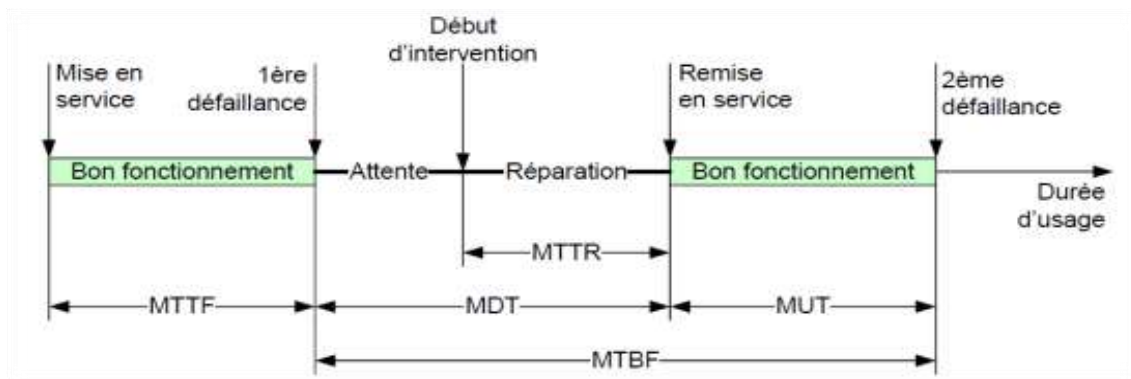 Début
d'intervention
Mise en
service
1ère
défaillance
Remise
en service
2ème
défaillance
Bon fonctionnement
Attente
Réparation
Bon fonctionnement
Durée
d'usage
MTTR
MTTF
MDT
MUT
MTBF